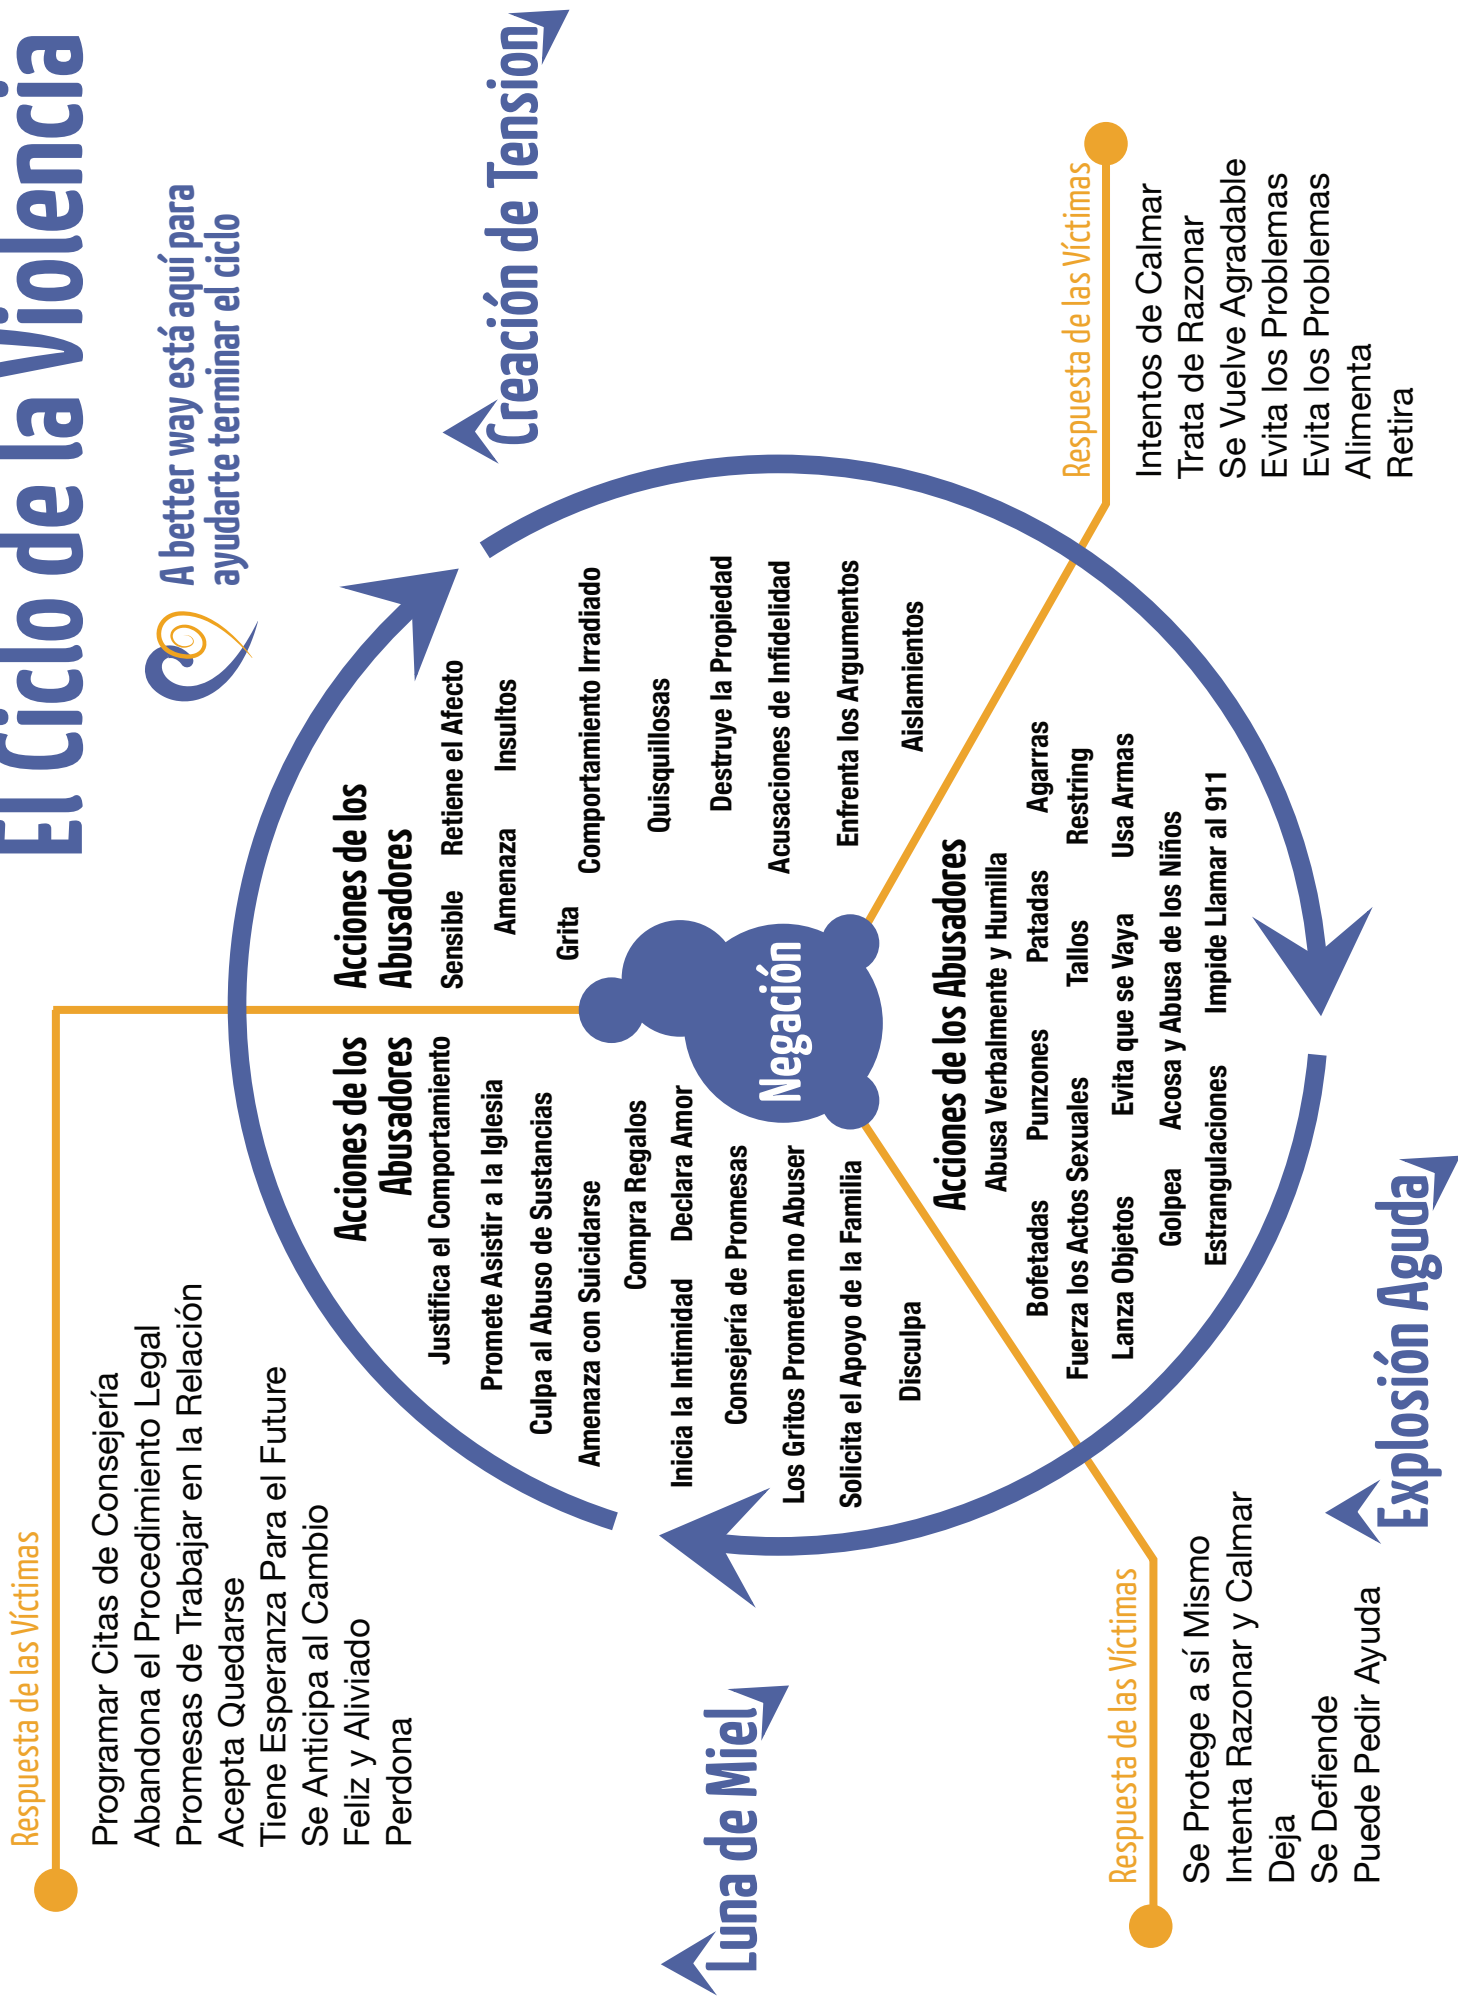 El Ciclo de la Violencia
A better way está aquí para
ayudarte terminar el ciclo
Respuesta de las Víctimas
Programar Citas de Consejería
Abandona el Procedimiento Legal
Promesas de Trabajar en la Relación
Acepta Quedarse
Tiene Esperanza Para el Future
Se Anticipa al Cambio
Feliz y Aliviado
Perdona
Luna de Miel
Acciones de los
Abusadores
Justifica el Comportamiento
Promete Asistir a la Iglesia
Culpa al Abuso de Sustancias
Amenaza con Suicidarse
Compra Regalos
Inicia la Intimidad Declara Amor
Consejería de Promesas
Los Gritos Prometen no Abuser
Solicita el Apoyo de la Familia
Disculpa
Creación de Tension
Acciones de los
Abusadores
Sensible Retiene el Afecto
Amenaza Insultos
Grita
Comportamiento Irradiado
Quisquillosas
Destruye la Propiedad
Acusaciones de Infidelidad
Enfrenta los Argumentos
Aislamientos
Negación
Respuesta de las Víctimas
Intentos de Calmar
Trata de Razonar
Se Vuelve Agradable
Evita los Problemas
Evita los Problemas
Alimenta
Retira
Acciones de los Abusadores
Abusa Verbalmente y Humilla
Bofetadas Punzones Patadas Agarras
Fuerza los Actos Sexuales Tallos Restring
Lanza Objetos Evita que se Vaya Usa Armas
Golpea Acosa y Abusa de los Niños
Estrangulaciones Impide Llamar al 911
Respuesta de las Víctimas
Se Protege a sí Mismo
Intenta Razonar y Calmar
Deja
Se Defiende
Puede Pedir Ayuda
Explosión Aguda